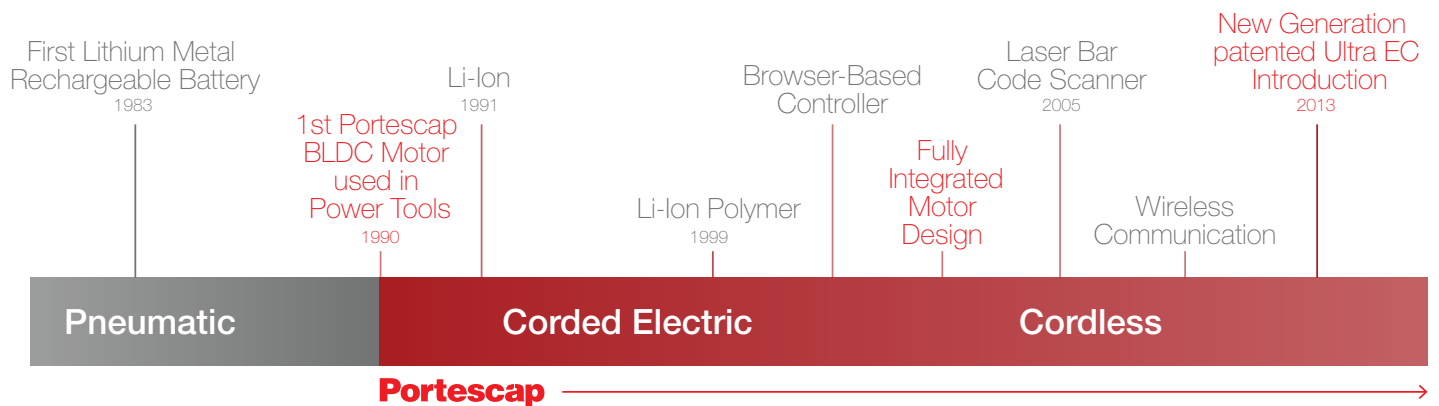 First Lithium Metal
Rechargeable Battery
1983
1st Portescap
BLDC Motor
used in
Power Tools
1990
Li-Ion
1991
Li-Ion Polymer
1999
Browser-Based
Controller
Fully
Integrated
Motor
Design
Laser Bar
Code Scanner
2005
Wireless
Communication
New Generation
patented Ultra EC
Introduction
2013
Pneumatic
Corded Electric
Cordless
Portescap